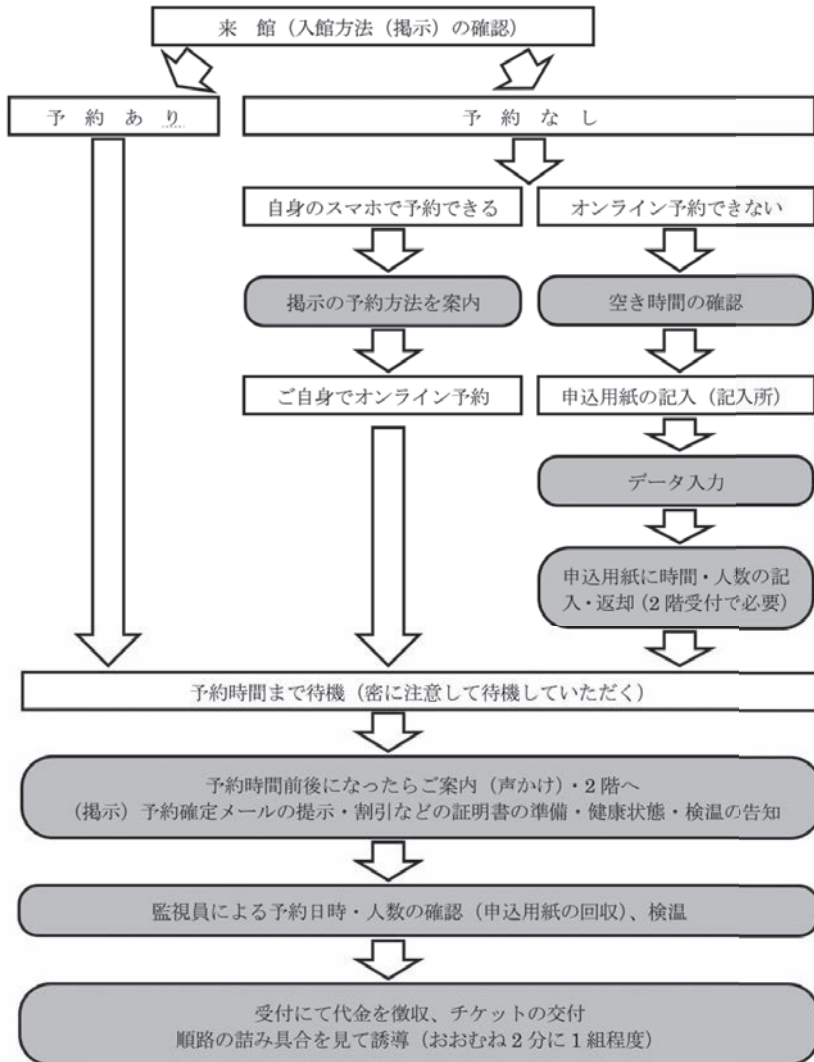 来　館（入館方法（掲示）の確認）
予　約　あ　り
予　約　な　し
自身のスマホで予約できる
オンライン予約できない
掲示の予約方法を案内
空き時間の確認
ご自身でオンライン予約
申込用紙の記入（記入所）
データ入力
申込用紙に時間・人数の記
入・返却（2 階受付で必要）
予約時間まで待機（密に注意して待機していただく）
予約時間前後になったらご案内（声かけ）・2 階へ
（掲示）予約確定メールの提示・割引などの証明書の準備・健康状態・検温の告知
監視員による予約日時・人数の確認（申込用紙の回収）、検温
受付にて代金を徴収、チケットの交付
順路の詰み具合を見て誘導（おおむね 2 分に 1 組程度）